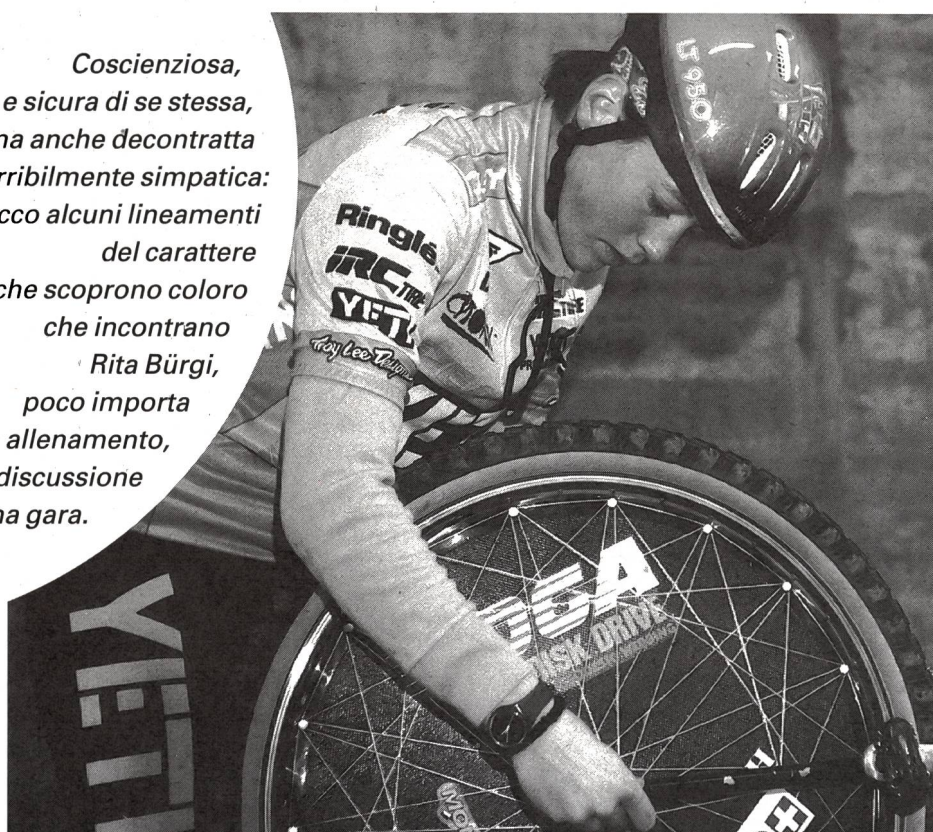 Coscienziosa,
e sicura di se stessa,
na anche decontratta
rribilmente simpatica:
cco alcuni lineamenti
del carattere
che scoprono coloro
che incontrano
Rita Bürgi,
poco importa
allenamento,
discussione
na gara.
LT 950
Ringlé
IRC TIRE
YETI
Troy Lee Designs
DISK DRIVE
YETI